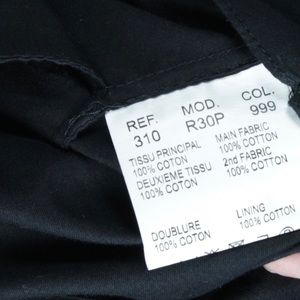 REF. MOD. COL.
310 R30P 999
TISSU PRINCIPAL MAIN FABRIC
100% COTON 100% COTTON
DEUXIEME TISSU 2nd FABRIC
100% COTON 100% COTTON
DOUBLURE LINING
100% COTON 100% COTTON